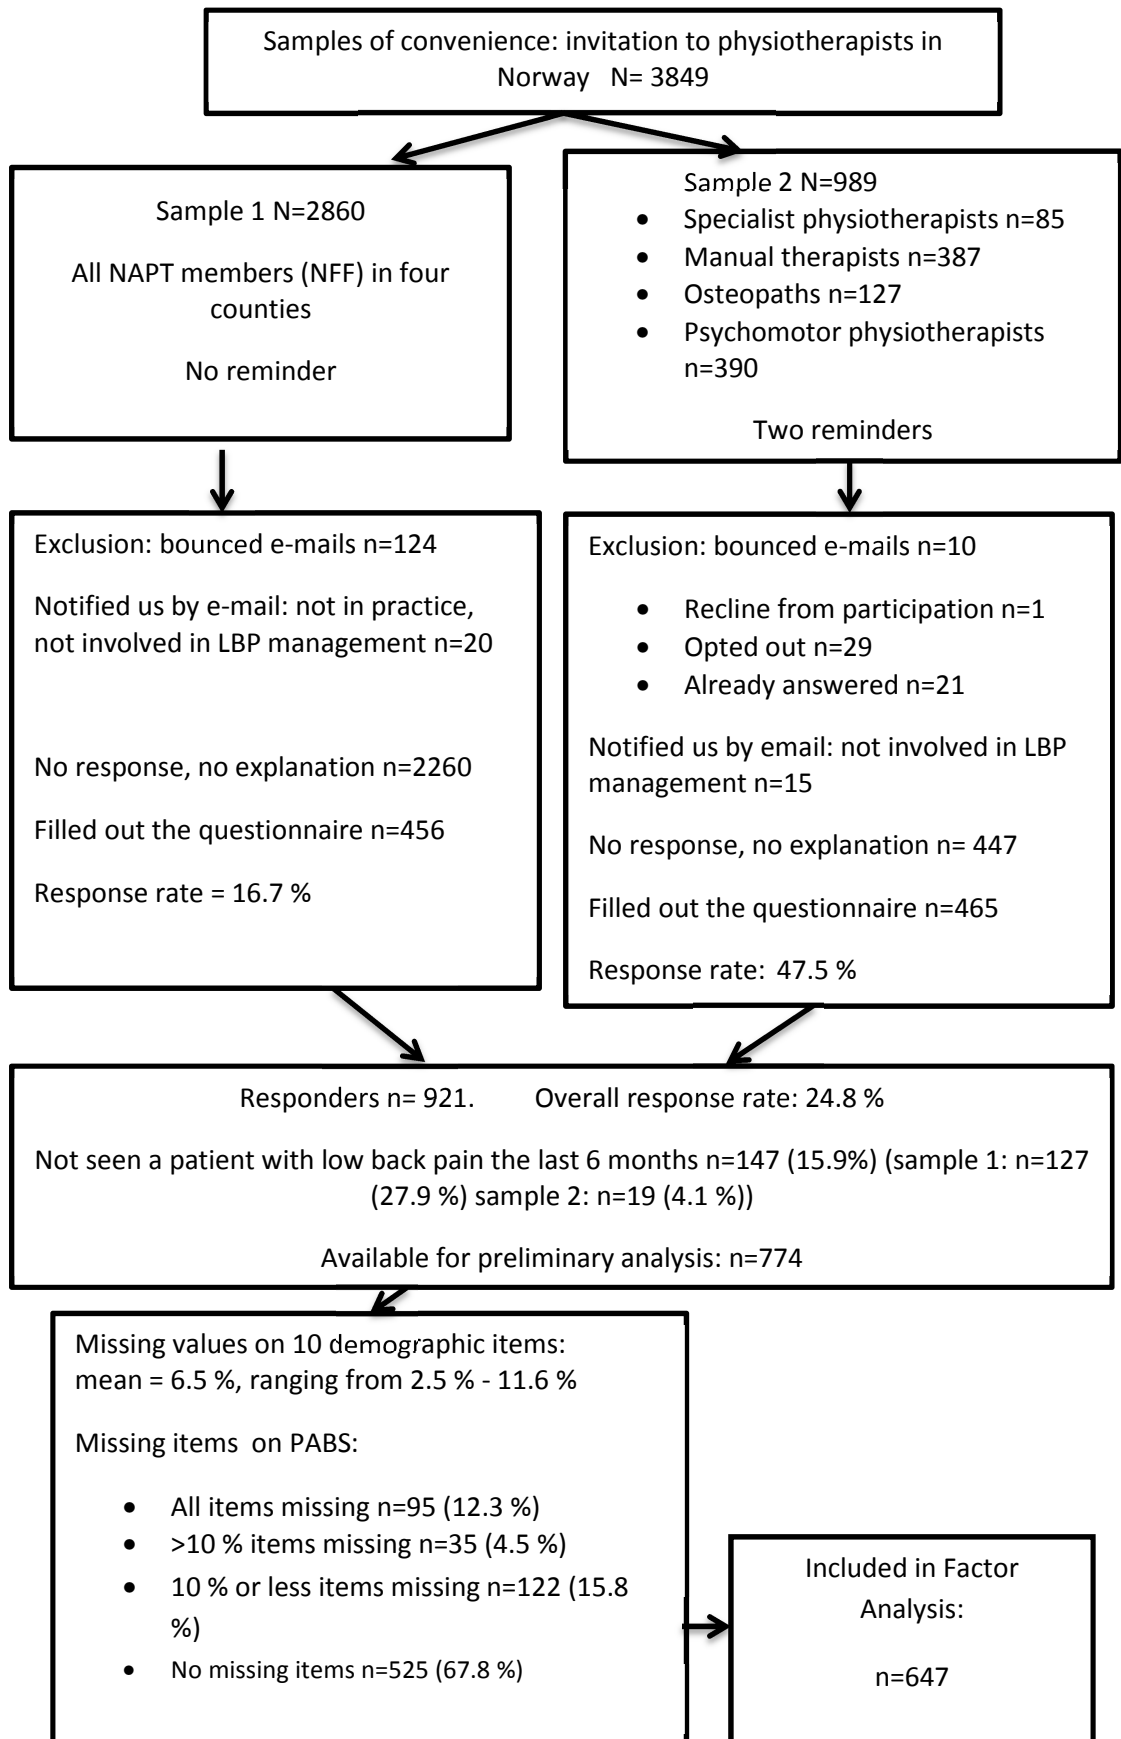 Samples of convenience: invitation to physiotherapists in
Norway N= 3849
Sample 1 N=2860
All NAPT members (NFF) in four
counties
No reminder
Sample 2 N=989
• Specialist physiotherapists n=85
• Manual therapists n=387
• Osteopaths n=127
• Psychomotor physiotherapists
n=390
Two reminders
Exclusion: bounced e-mails n=124
Notified us by e-mail: not in practice,
not involved in LBP management n=20
No response, no explanation n=2260
Filled out the questionnaire n=456
Response rate = 16.7 %
Exclusion: bounced e-mails n=10
• Recline from participation n=1
• Opted out n=29
• Already answered n=21
Notified us by email: not involved in LBP
management n=15
No response, no explanation n= 447
Filled out the questionnaire n=465
Response rate: 47.5 %
Responders n= 921. Overall response rate: 24.8 %
Not seen a patient with low back pain the last 6 months n=147 (15.9%) (sample 1: n=127
(27.9 %) sample 2: n=19 (4.1 %))
Available for preliminary analysis: n=774
Missing values on 10 demographic items:
mean = 6.5 %, ranging from 2.5 % - 11.6 %
Missing items on PABS:
• All items missing n=95 (12.3 %)
• >10 % items missing n=35 (4.5 %)
• 10 % or less items missing n=122 (15.8
%)
• No missing items n=525 (67.8 %)
Included in Factor
Analysis:
n=647